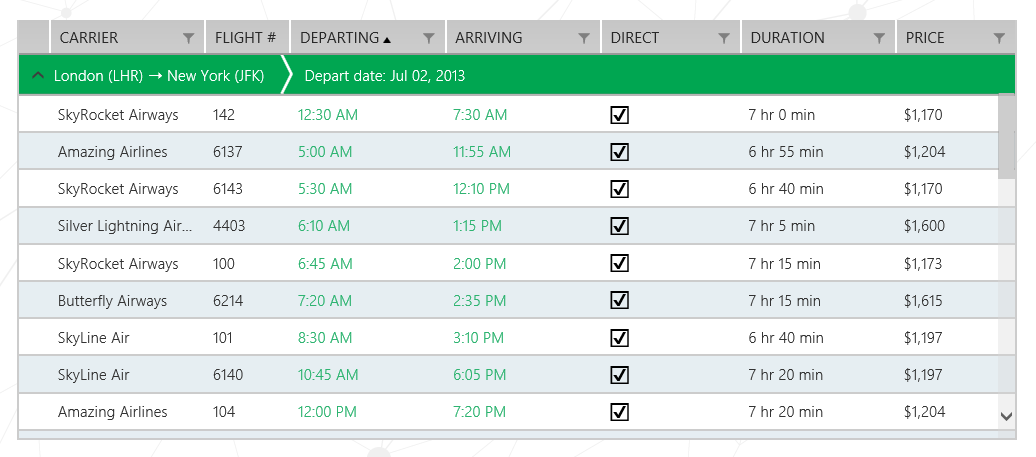 CARRIER FLIGHT # DEPARTING ARRIVING DIRECT DURATION PRICE
London (LHR) → New York (JFK) Depart date: Jul 02, 2013
SkyRocket Airways 142 12:30 AM 7:30 AM 7 hr 0 min $1,170
Amazing Airlines 6137 5:00 AM 11:55 AM 6 hr 55 min $1,204
SkyRocket Airways 6143 5:30 AM 12:10 PM 6 hr 40 min $1,170
Silver Lightning Air... 4403 6:10 AM 1:15 PM 7 hr 5 min $1,600
SkyRocket Airways 100 6:45 AM 2:00 PM 7 hr 15 min $1,173
Butterfly Airways 6214 7:20 AM 2:35 PM 7 hr 15 min $1,615
SkyLine Air 101 8:30 AM 3:10 PM 6 hr 40 min $1,197
SkyLine Air 6140 10:45 AM 6:05 PM 7 hr 20 min $1,197
Amazing Airlines 104 12:00 PM 7:20 PM 7 hr 20 min $1,204